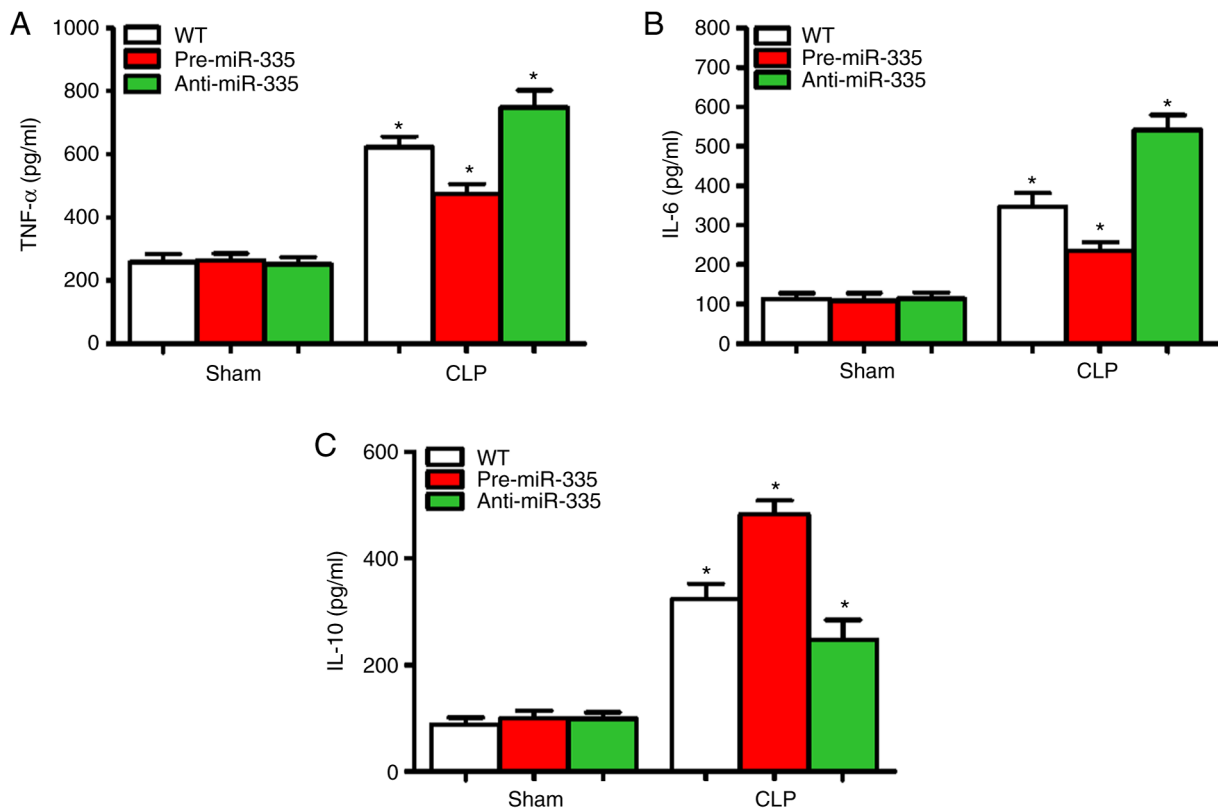 A
TNF-α (pg/ml)
1000
800
600
400
200
0
WT
Pre-miR-335
Anti-miR-335
*
*
*
Sham
CLP
B
IL-6 (pg/ml)
800
700
600
500
400
300
200
100
0
WT
Pre-miR-335
Anti-miR-335
*
*
*
Sham
CLP
C
IL-10 (pg/ml)
600
400
200
0
WT
Pre-miR-335
Anti-miR-335
*
*
*
Sham
CLP